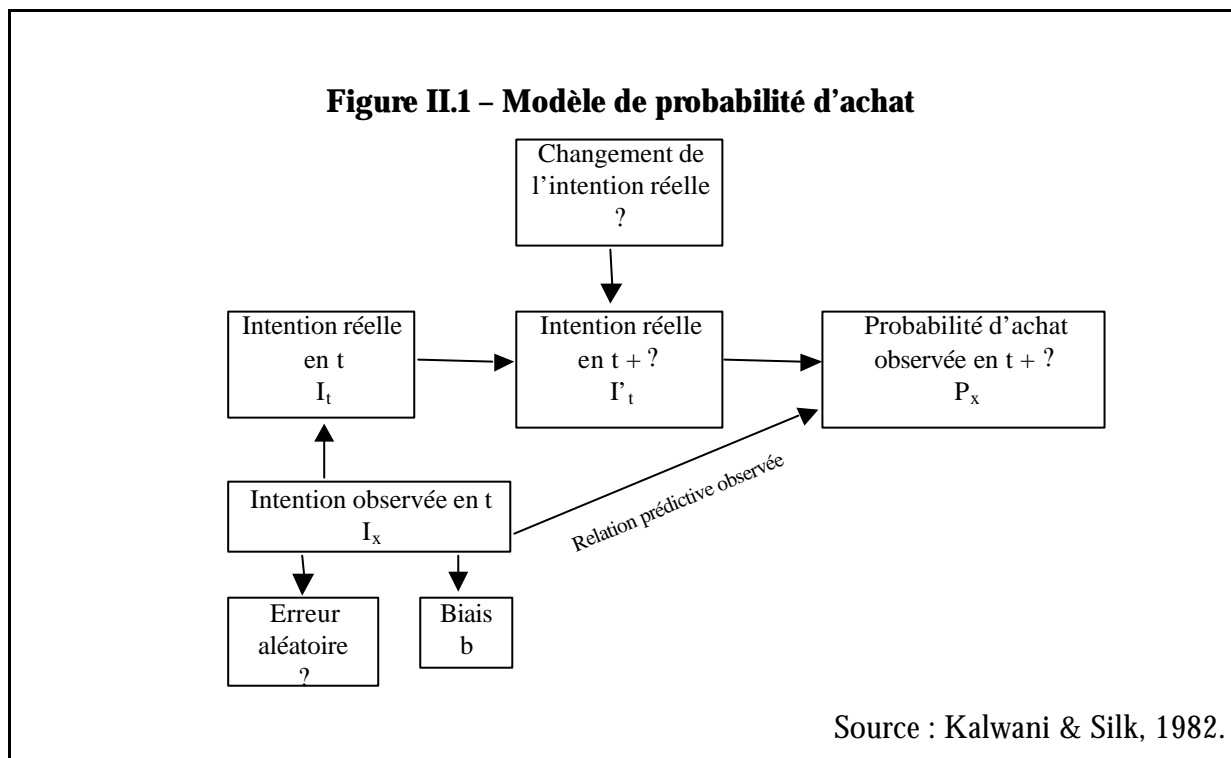 Figure II.1 – Modèle de probabilité d’achat
Changement de
l’intention réelle
?
Intention réelle
en t
I_t
Intention réelle
en t + ?
I’_t
Probabilité d’achat
observée en t + ?
P_x
Intention observée en t
I_x
Relation prédictive observée
Erreur
aléatoire
?
Biais
b
Source : Kalwani & Silk, 1982.